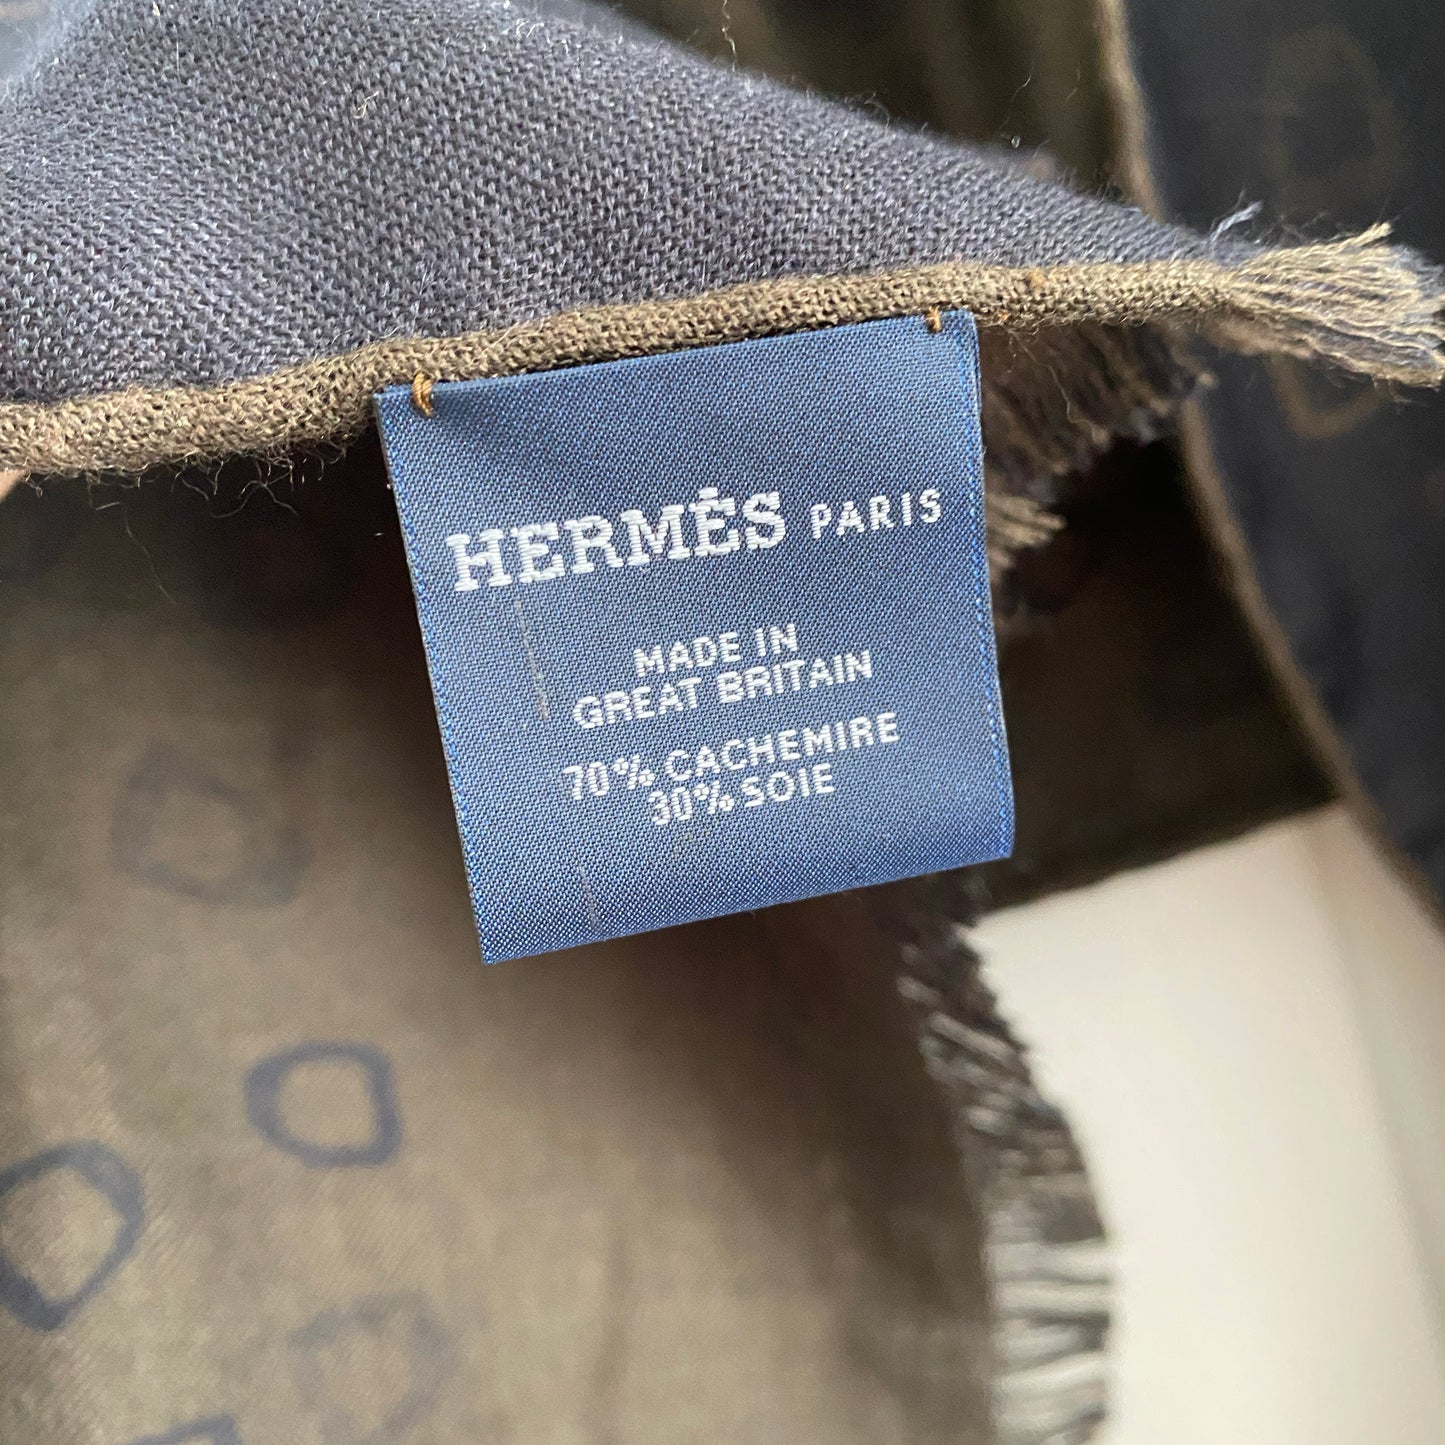 HERMÈS PARIS
MADE IN
GREAT BRITAIN
70% CACHEMIRE
30% SOIE